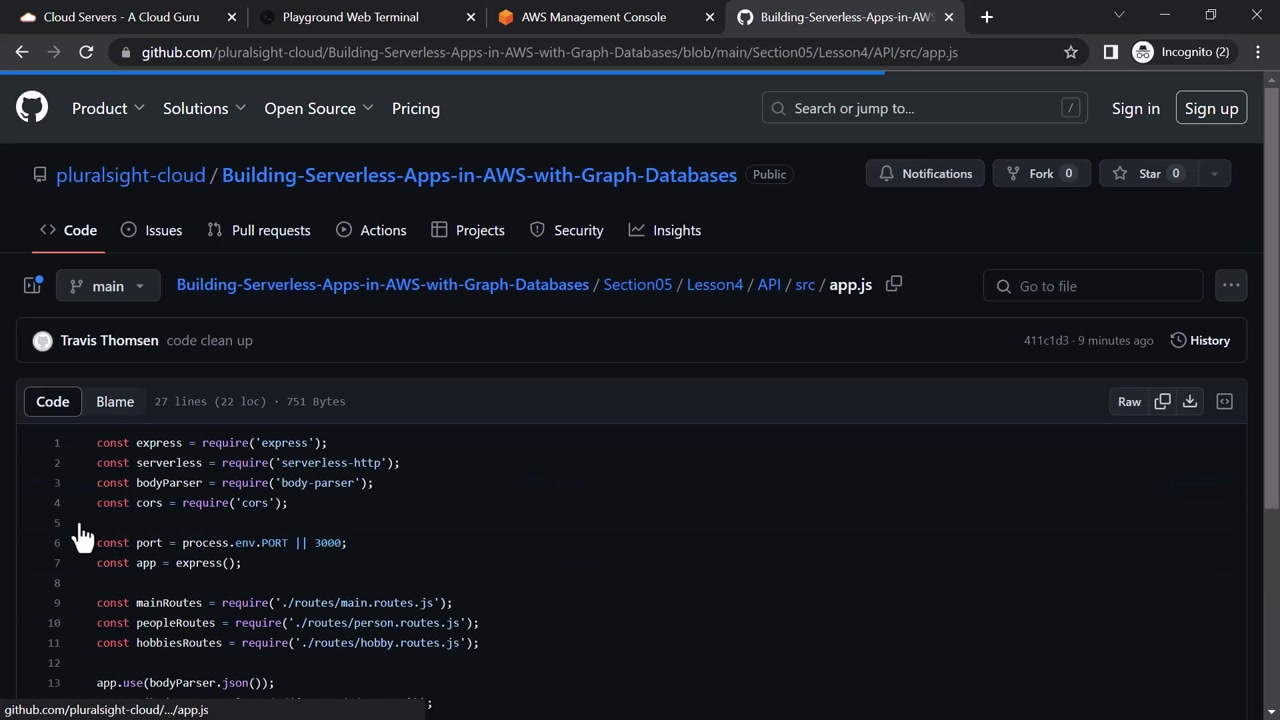 Cloud Servers - A Cloud Guru
Playground Web Terminal
AWS Management Console
Building-Serverless-Apps-in-AWS
github.com/pluralsight-cloud/Building-Serverless-Apps-in-AWS-with-Graph-Databases/blob/main/Section05/Lesson4/API/src/app.js
Incognito (2)
Product
Solutions
Open Source
Pricing
Search or jump to...
/
Sign in
Sign up
pluralsight-cloud / Building-Serverless-Apps-in-AWS-with-Graph-Databases
Public
Notifications
Fork 0
Star 0
Code
Issues
Pull requests
Actions
Projects
Security
Insights
main
Building-Serverless-Apps-in-AWS-with-Graph-Databases / Section05 / Lesson4 / API / src / app.js
Go to file
Travis Thomsen code clean up
411c1d3 · 9 minutes ago
History
Code
Blame
27 lines (22 loc) · 751 Bytes
Raw
1 const express = require('express');
2 const serverless = require('serverless-http');
3 const bodyParser = require('body-parser');
4 const cors = require('cors');
5
6 const port = process.env.PORT || 3000;
7 const app = express();
8
9 const mainRoutes = require('./routes/main.routes.js');
10 const peopleRoutes = require('./routes/person.routes.js');
11 const hobbiesRoutes = require('./routes/hobby.routes.js');
12
13 app.use(bodyParser.json());
github.com/pluralsight-cloud/.../app.js